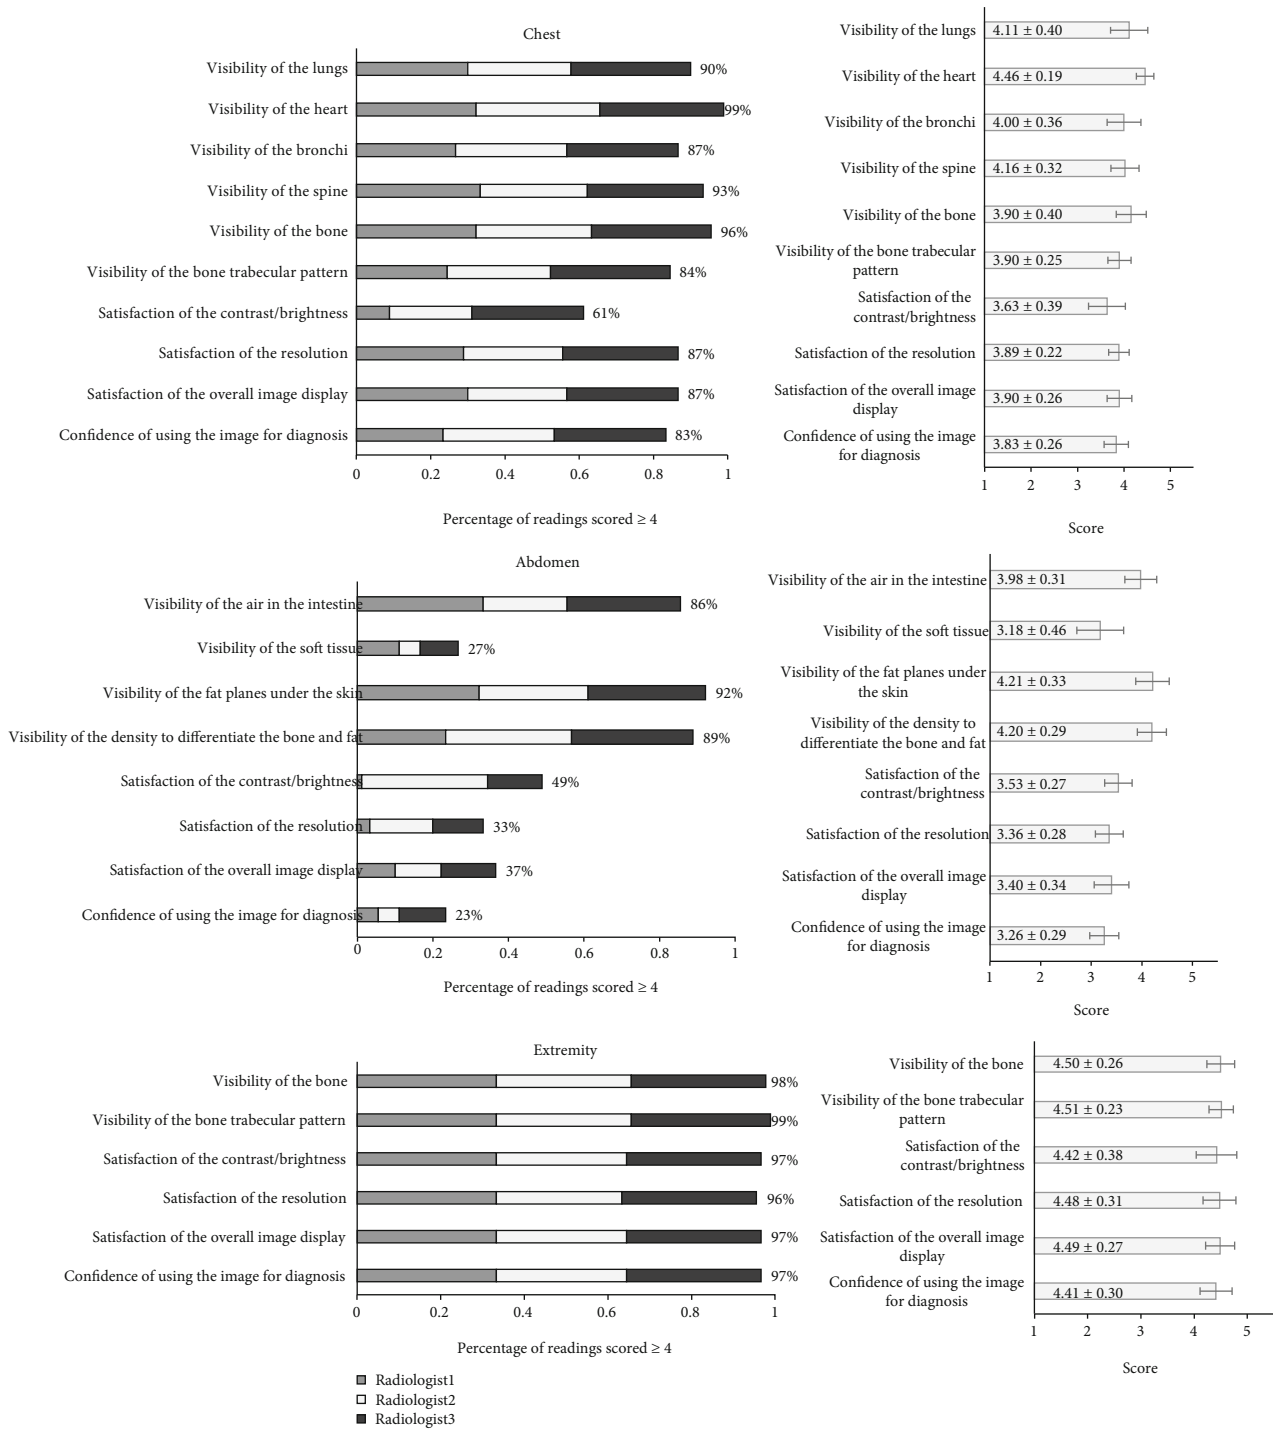 Chest
Visibility of the lungs 90%
Visibility of the heart 99%
Visibility of the bronchi 87%
Visibility of the spine 93%
Visibility of the bone 96%
Visibility of the bone trabecular pattern 84%
Satisfaction of the contrast/brightness 61%
Satisfaction of the resolution 87%
Satisfaction of the overall image display 87%
Confidence of using the image for diagnosis 83%
0 0.2 0.4 0.6 0.8 1
Percentage of readings scored ≥ 4
Visibility of the lungs 4.11 ± 0.40
Visibility of the heart 4.46 ± 0.19
Visibility of the bronchi 4.00 ± 0.36
Visibility of the spine 4.16 ± 0.32
Visibility of the bone 3.90 ± 0.40
Visibility of the bone trabecular
pattern 3.90 ± 0.25
Satisfaction of the
contrast/brightness 3.63 ± 0.39
Satisfaction of the resolution 3.89 ± 0.22
Satisfaction of the overall image
display 3.90 ± 0.26
Confidence of using the image
for diagnosis 3.83 ± 0.26
1 2 3 4 5
Score
Abdomen
Visibility of the air in the intestine 86%
Visibility of the soft tissue 27%
Visibility of the fat planes under the skin 92%
Visibility of the density to differentiate the bone and fat 89%
Satisfaction of the contrast/brightness 49%
Satisfaction of the resolution 33%
Satisfaction of the overall image display 37%
Confidence of using the image for diagnosis 23%
0 0.2 0.4 0.6 0.8 1
Percentage of readings scored ≥ 4
Visibility of the air in the intestine 3.98 ± 0.31
Visibility of the soft tissue 3.18 ± 0.46
Visibility of the fat planes under
the skin 4.21 ± 0.33
Visibility of the density to
differentiate the bone and fat 4.20 ± 0.29
Satisfaction of the
contrast/brightness 3.53 ± 0.27
Satisfaction of the resolution 3.36 ± 0.28
Satisfaction of the overall image
display 3.40 ± 0.34
Confidence of using the image
for diagnosis 3.26 ± 0.29
1 2 3 4 5
Score
Extremity
Visibility of the bone 98%
Visibility of the bone trabecular pattern 99%
Satisfaction of the contrast/brightness 97%
Satisfaction of the resolution 96%
Satisfaction of the overall image display 97%
Confidence of using the image for diagnosis 97%
0 0.2 0.4 0.6 0.8 1
Percentage of readings scored ≥ 4
Radiologist1
Radiologist2
Radiologist3
Visibility of the bone 4.50 ± 0.26
Visibility of the bone trabecular
pattern 4.51 ± 0.23
Satisfaction of the
contrast/brightness 4.42 ± 0.38
Satisfaction of the resolution 4.48 ± 0.31
Satisfaction of the overall image
display 4.49 ± 0.27
Confidence of using the image
for diagnosis 4.41 ± 0.30
1 2 3 4 5
Score